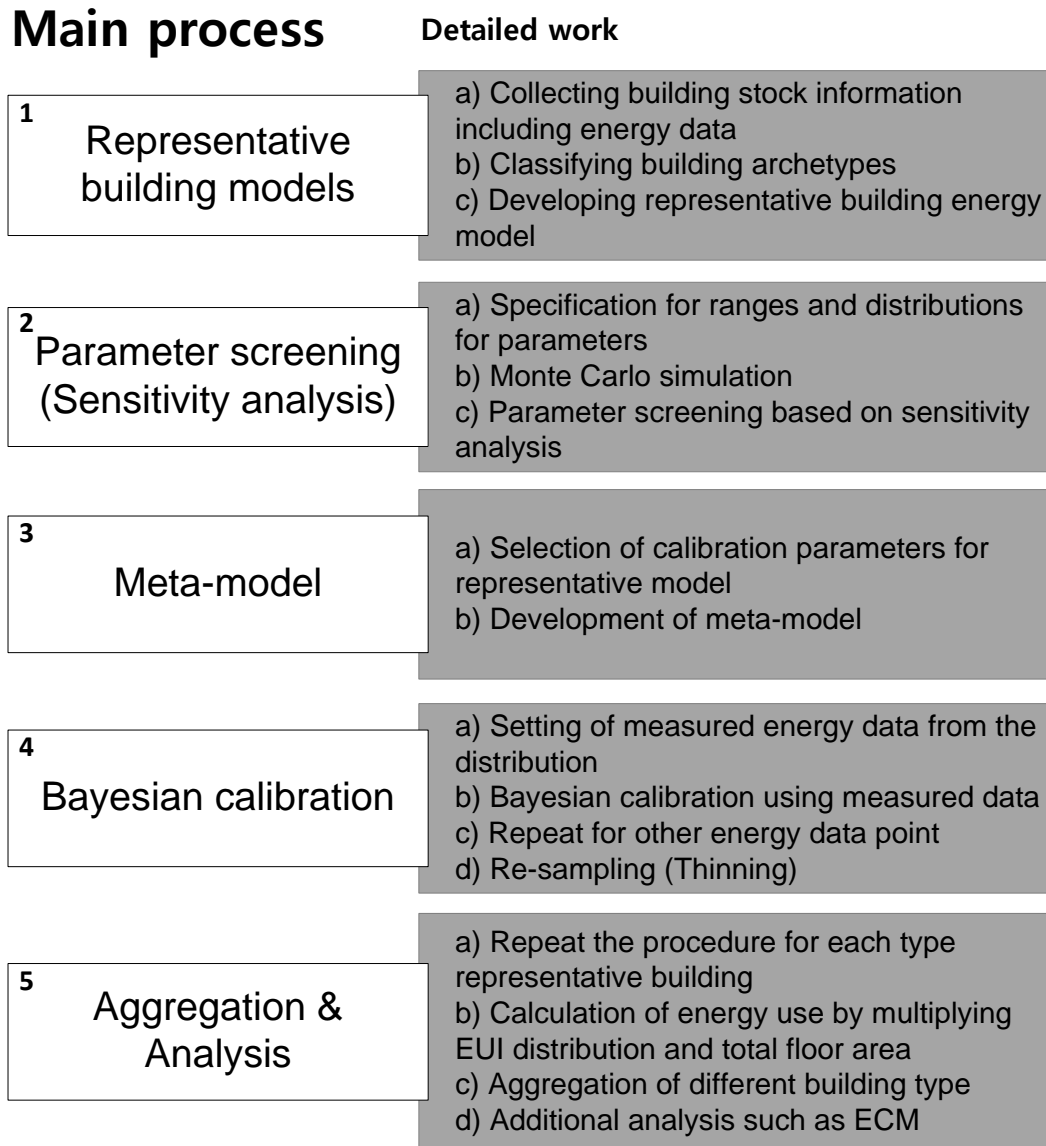 Main process
Detailed work
1
Representative
building models
a) Collecting building stock information
including energy data
b) Classifying building archetypes
c) Developing representative building energy
model
2
Parameter screening
(Sensitivity analysis)
a) Specification for ranges and distributions
for parameters
b) Monte Carlo simulation
c) Parameter screening based on sensitivity
analysis
3
Meta-model
a) Selection of calibration parameters for
representative model
b) Development of meta-model
4
Bayesian calibration
a) Setting of measured energy data from the
distribution
b) Bayesian calibration using measured data
c) Repeat for other energy data point
d) Re-sampling (Thinning)
5
Aggregation &
Analysis
a) Repeat the procedure for each type
representative building
b) Calculation of energy use by multiplying
EUI distribution and total floor area
c) Aggregation of different building type
d) Additional analysis such as ECM